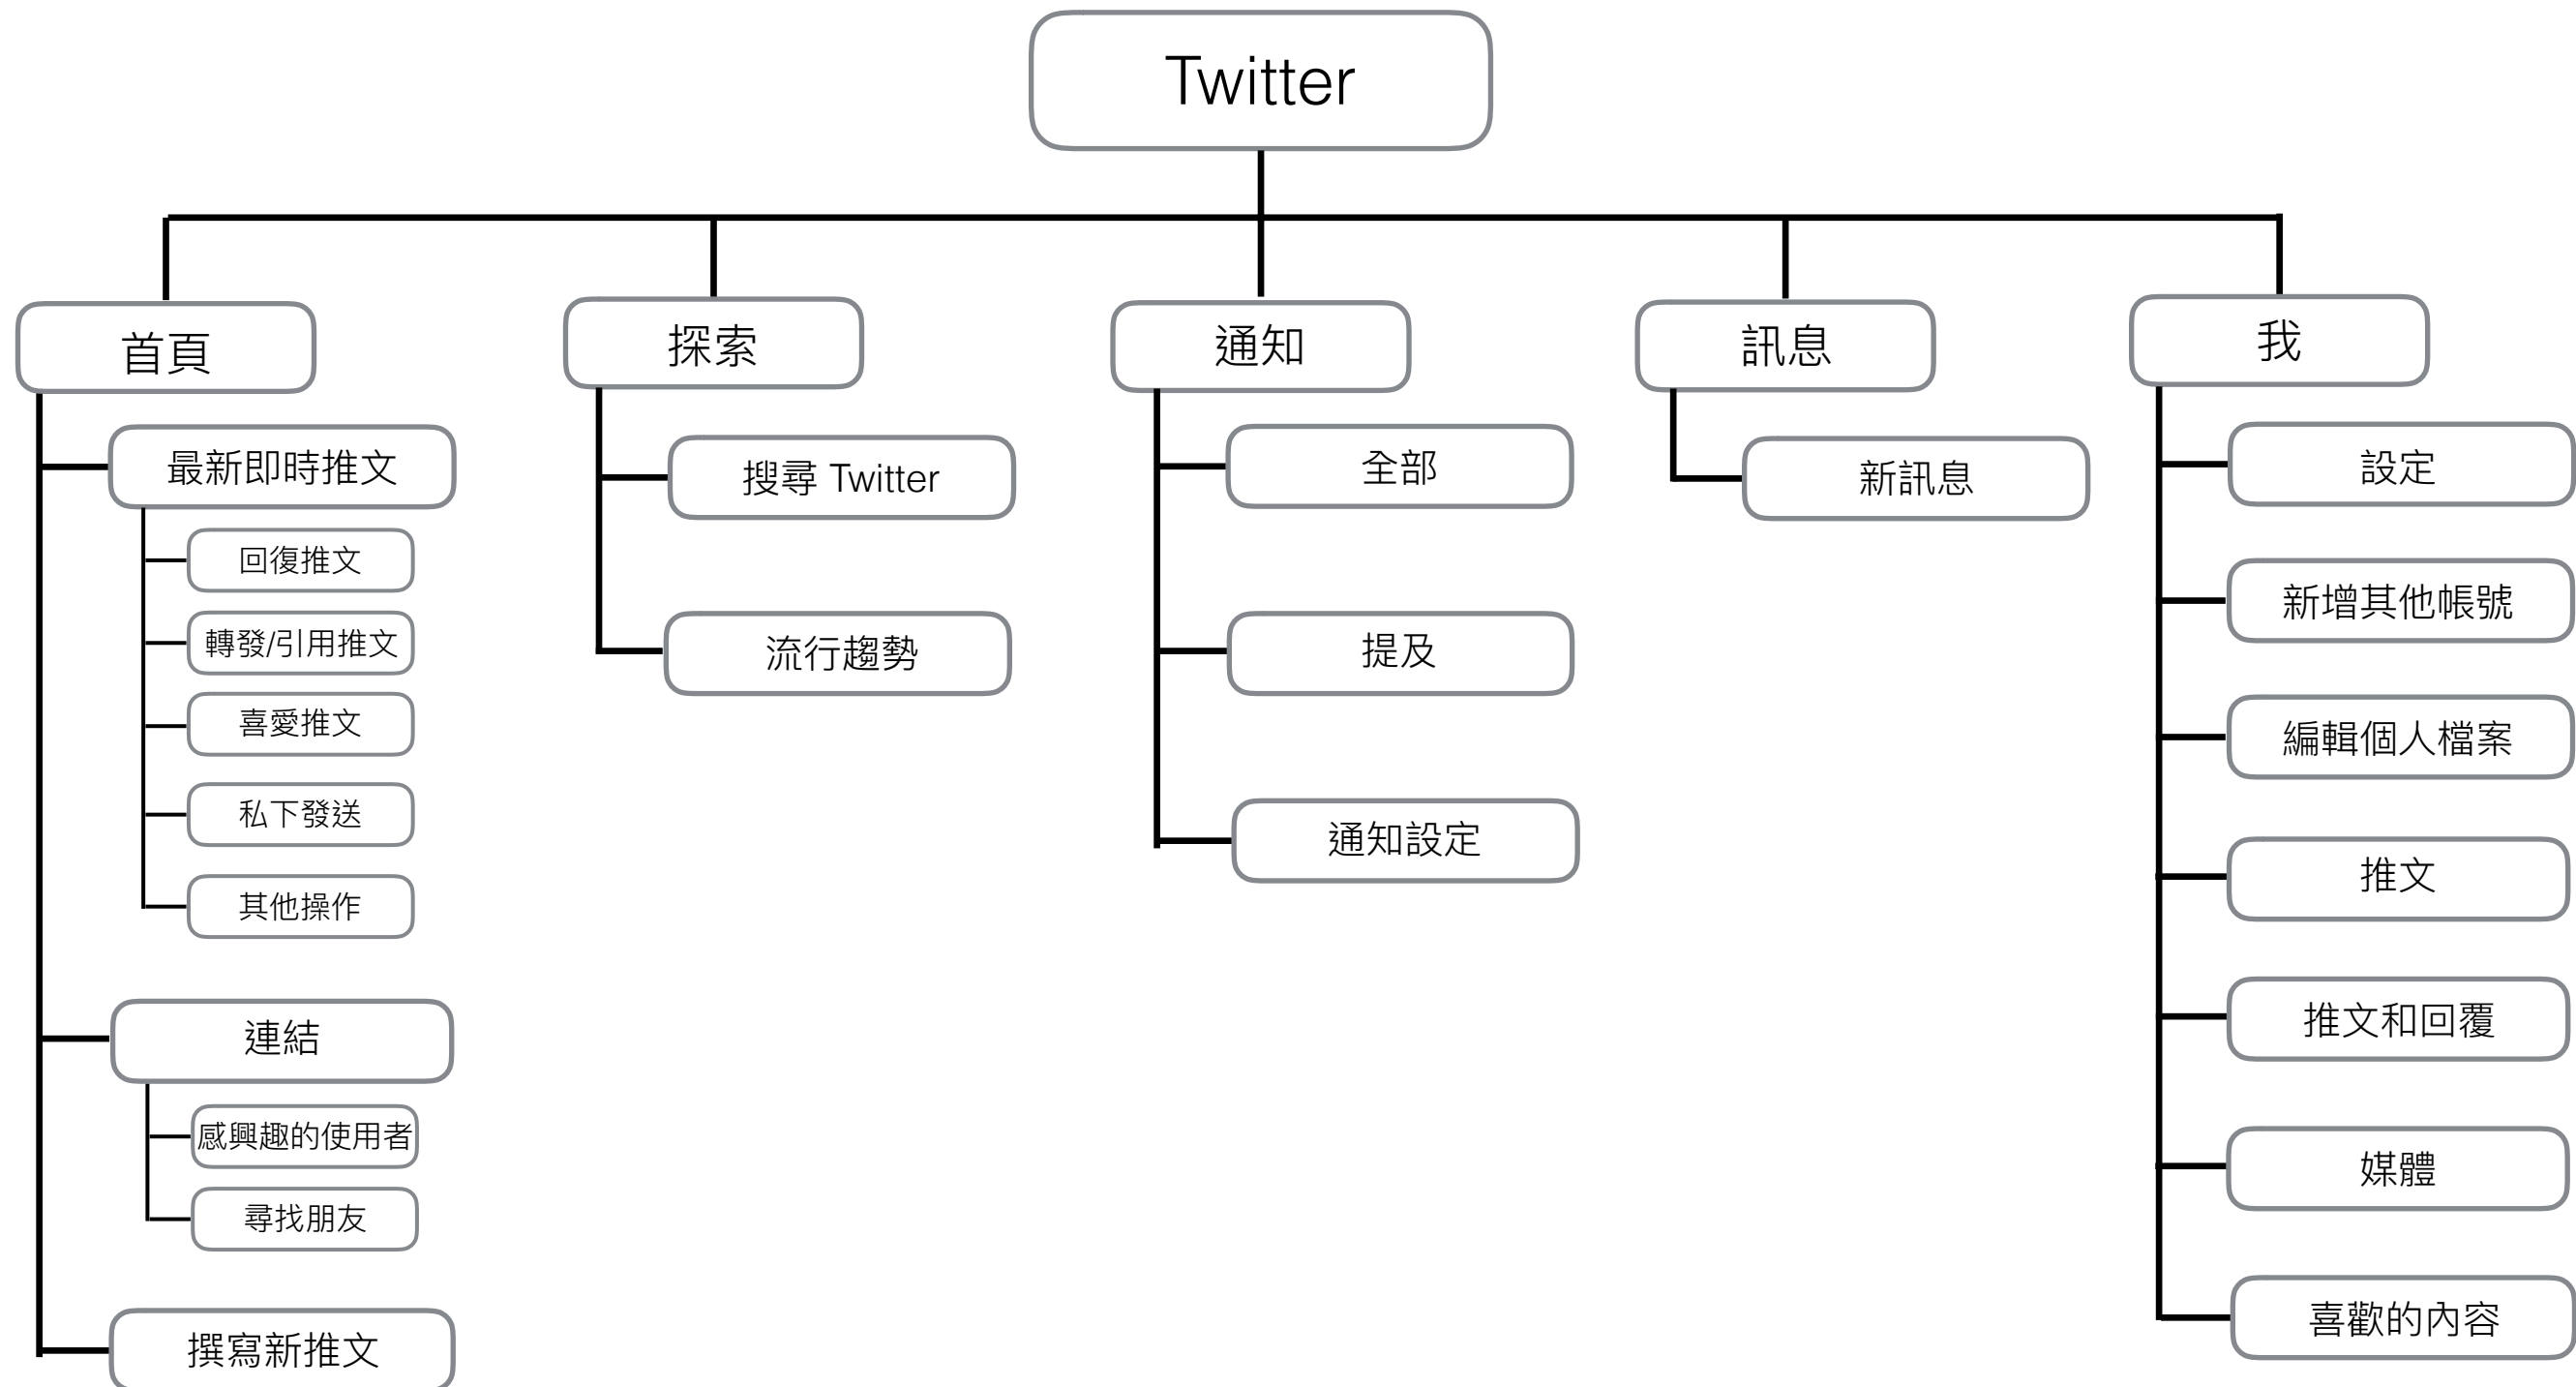 Twitter
首頁
最新即時推文
回復推文
轉發/引用推文
喜愛推文
私下發送
其他操作
連結
感興趣的使用者
尋找朋友
撰寫新推文
探索
搜尋 Twitter
流行趨勢
通知
全部
提及
通知設定
訊息
新訊息
我
設定
新增其他帳號
編輯個人檔案
推文
推文和回覆
媒體
喜歡的內容